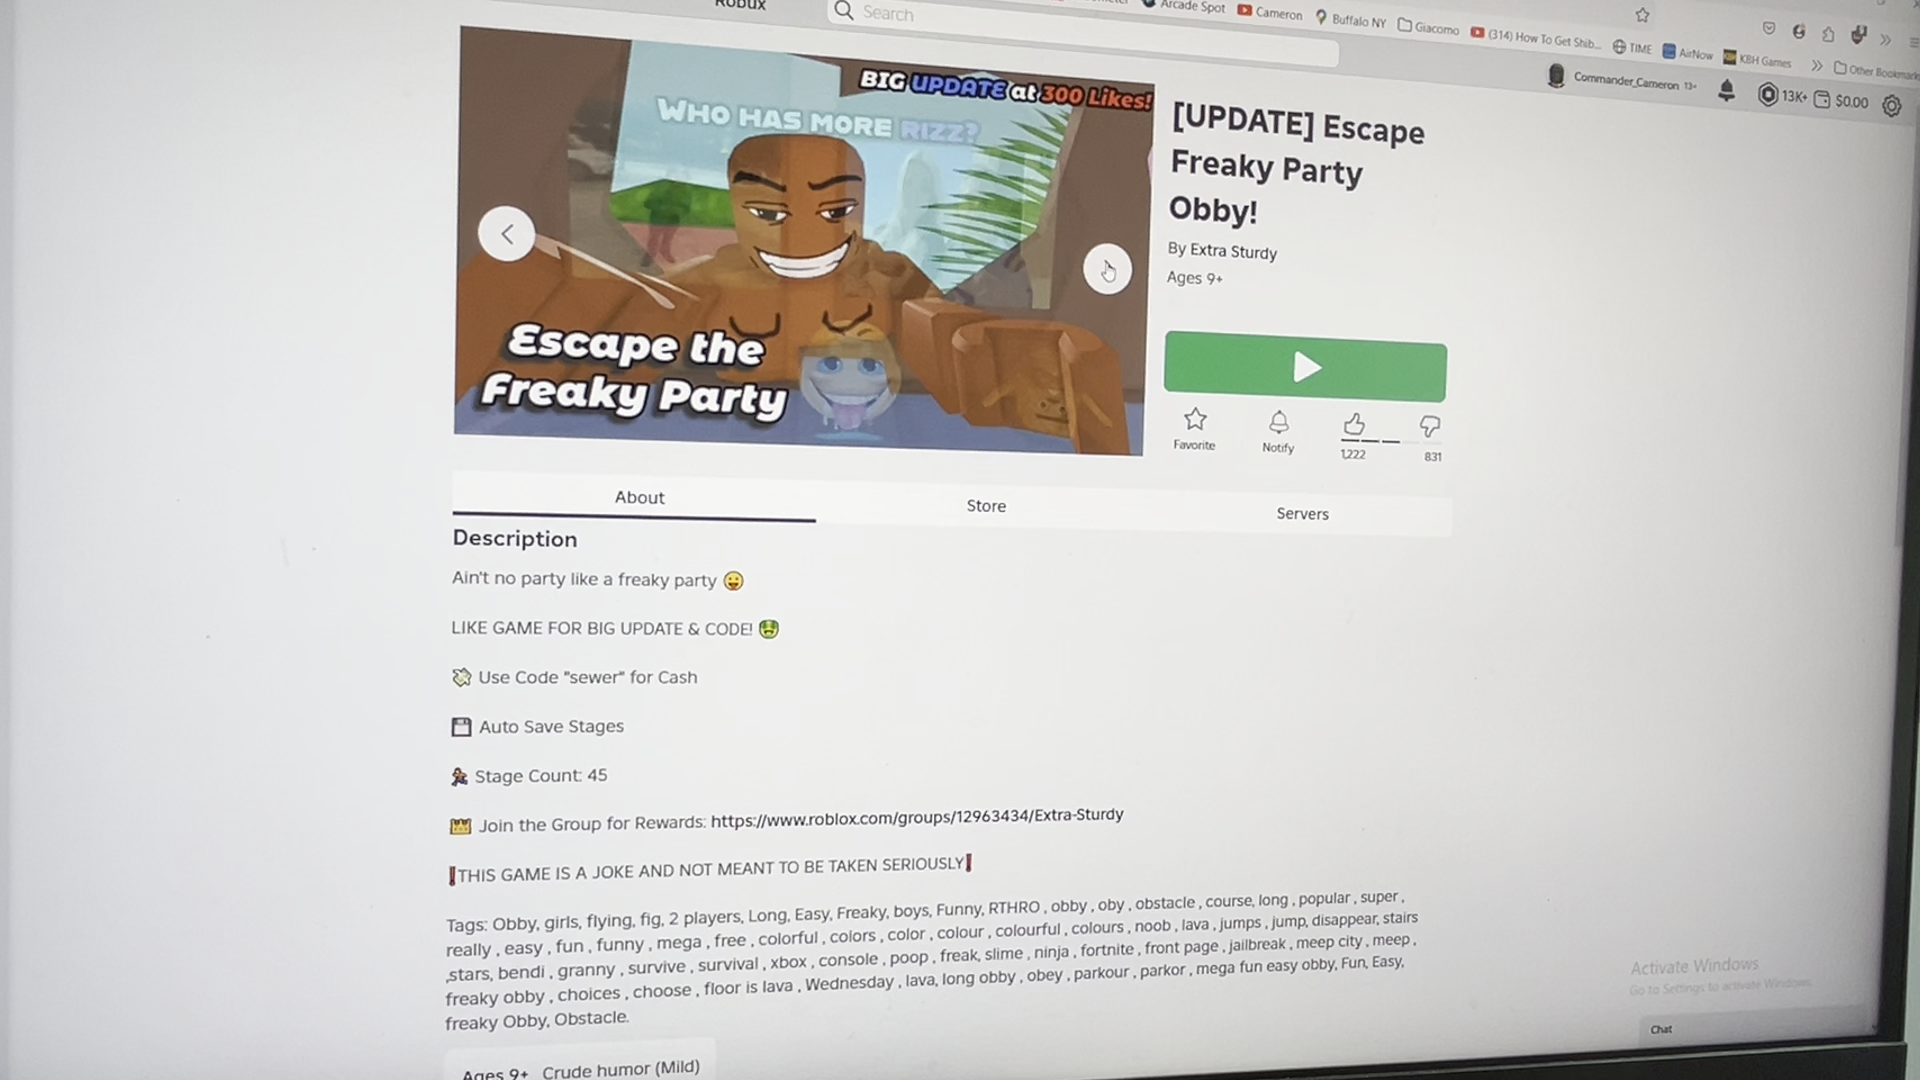 Robux
Search
Arcade Spot
Cameron
Buffalo NY
Giacomo
(314) How To Get Shib...
TIME
AirNow
KBH Games
Other Bookmarks
Commander_Cameron 13+
13K+
$0.00
BIG UPDATE at 300 Likes!
WHO HAS MORE RIZZ?
Escape the
Freaky Party
[UPDATE] Escape
Freaky Party
Obby!
By Extra Sturdy
Ages 9+
Favorite
Notify
1,222
831
About
Store
Servers
Description
Ain't no party like a freaky party 😛
LIKE GAME FOR BIG UPDATE & CODE! 🤑
💸 Use Code "sewer" for Cash
💾 Auto Save Stages
Stage Count: 45
👑 Join the Group for Rewards: https://www.roblox.com/groups/12963434/Extra-Sturdy
❗THIS GAME IS A JOKE AND NOT MEANT TO BE TAKEN SERIOUSLY❗
Tags: Obby, girls, flying, fig, 2 players, Long, Easy, Freaky, boys, Funny, RTHRO , obby , oby , obstacle , course, long , popular , super ,
really , easy , fun , funny , mega , free , colorful , colors , color , colour , colourful , colours , noob , lava , jumps , jump, disappear, stairs
,stars, bendi , granny , survive , survival , xbox , console , poop , freak, slime , ninja , fortnite , front page , jailbreak , meep city , meep ,
freaky obby , choices , choose , floor is lava , Wednesday , lava, long obby , obey , parkour , parkor , mega fun easy obby, Fun, Easy,
freaky Obby, Obstacle.
Ages 9+ Crude humor (Mild)
Activate Windows
Go to Settings to activate Windows.
Chat